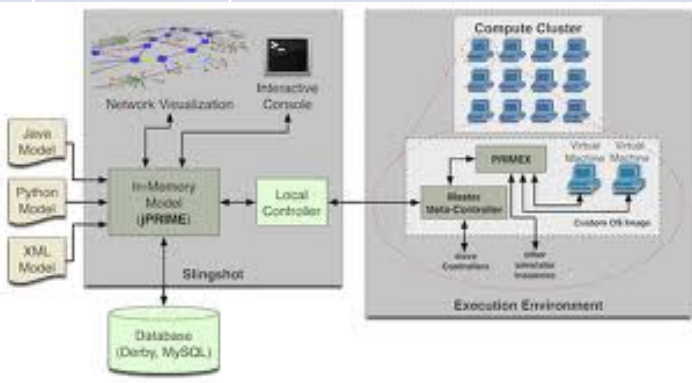 Compute Cluster
Network Visualization
Interactive
Console
Java
Model
Python
Model
XML
Model
In-Memory
Model
(jPRIME)
Local
Controller
Slingshot
Database
(Derby, MySQL)
PRIMEX
Virtual
Machine
Virtual
Machine
Master
Meta-Controller
Custom OS Image
slave
Controllers
other
simulator
instances
Execution Environment